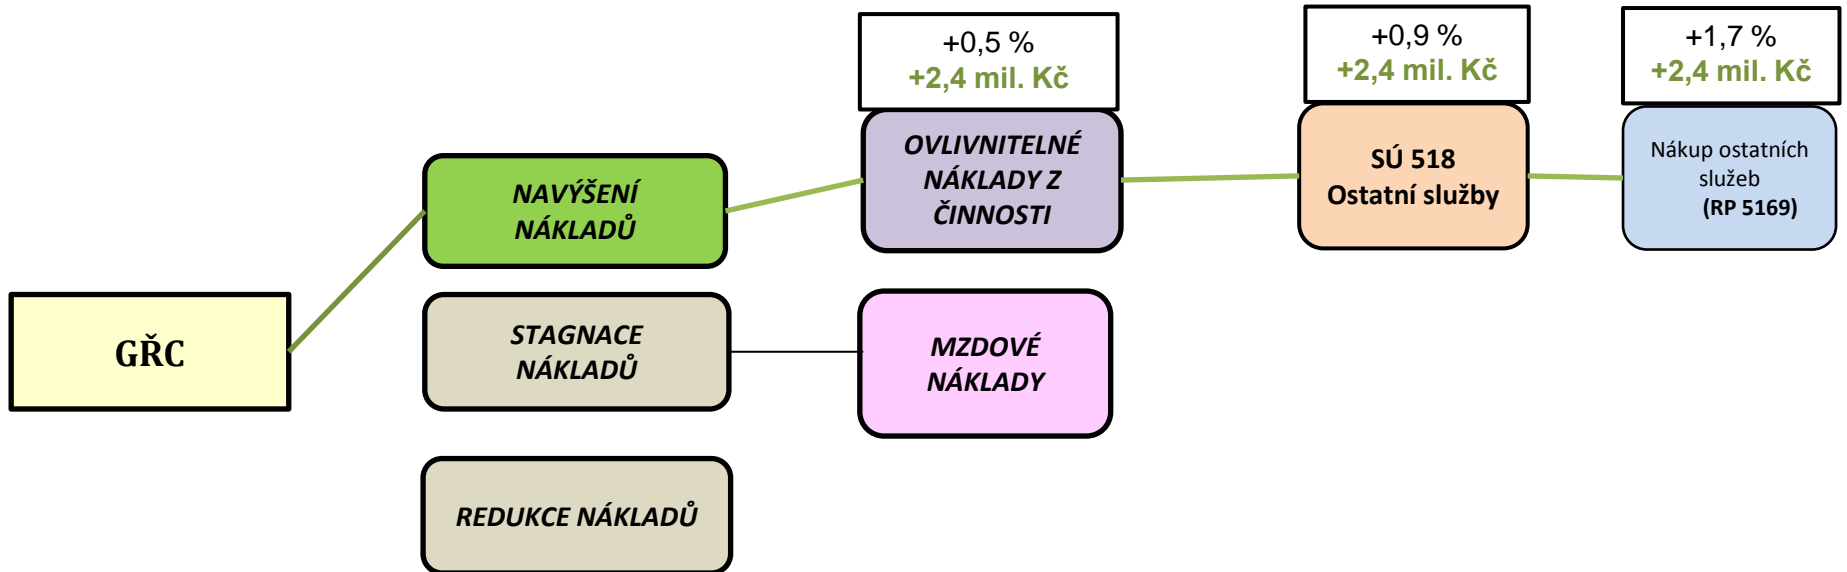 +0,5 %
+2,4 mil. Kč
+0,9 %
+2,4 mil. Kč
+1,7 %
+2,4 mil. Kč
NAVÝŠENÍ
NÁKLADŮ
OVLIVNITELNÉ
NÁKLADY Z
ČINNOSTI
SÚ 518
Ostatní služby
Nákup ostatních
služeb
(RP 5169)
GŘC
STAGNACE
NÁKLADŮ
MZDOVÉ
NÁKLADY
REDUKCE NÁKLADŮ